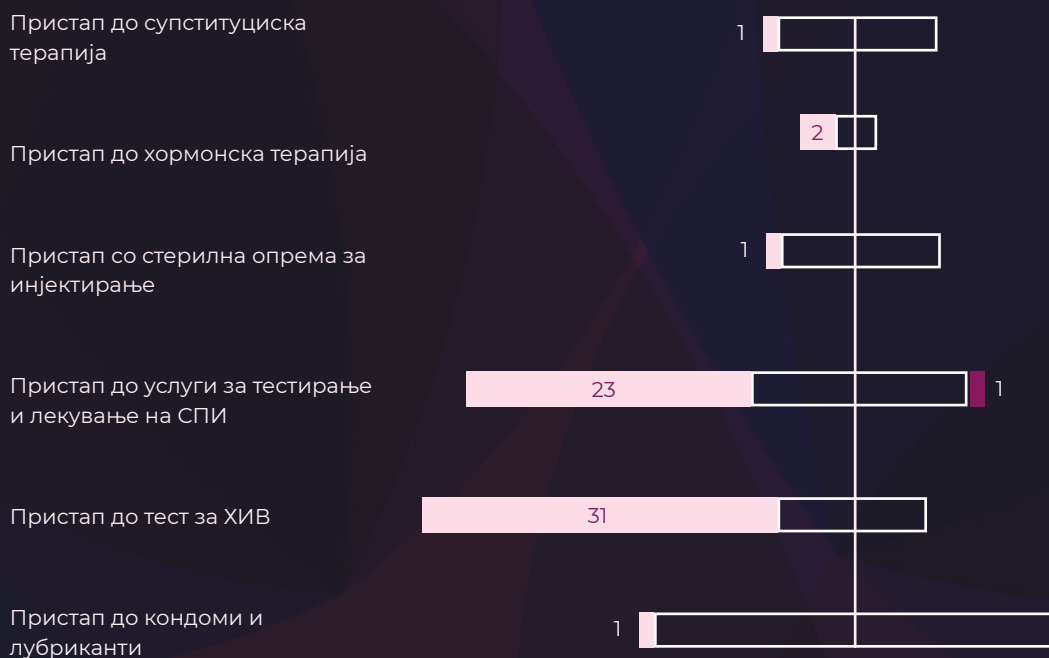 Пристап до супституциска
терапија
1
Пристап до хормонска терапија
2
Пристап со стерилна опрема за
инјектирање
1
Пристап до услуги за тестирање
и лекување на СПИ
23
1
Пристап до тест за ХИВ
31
Пристап до кондоми и
лубриканти
1